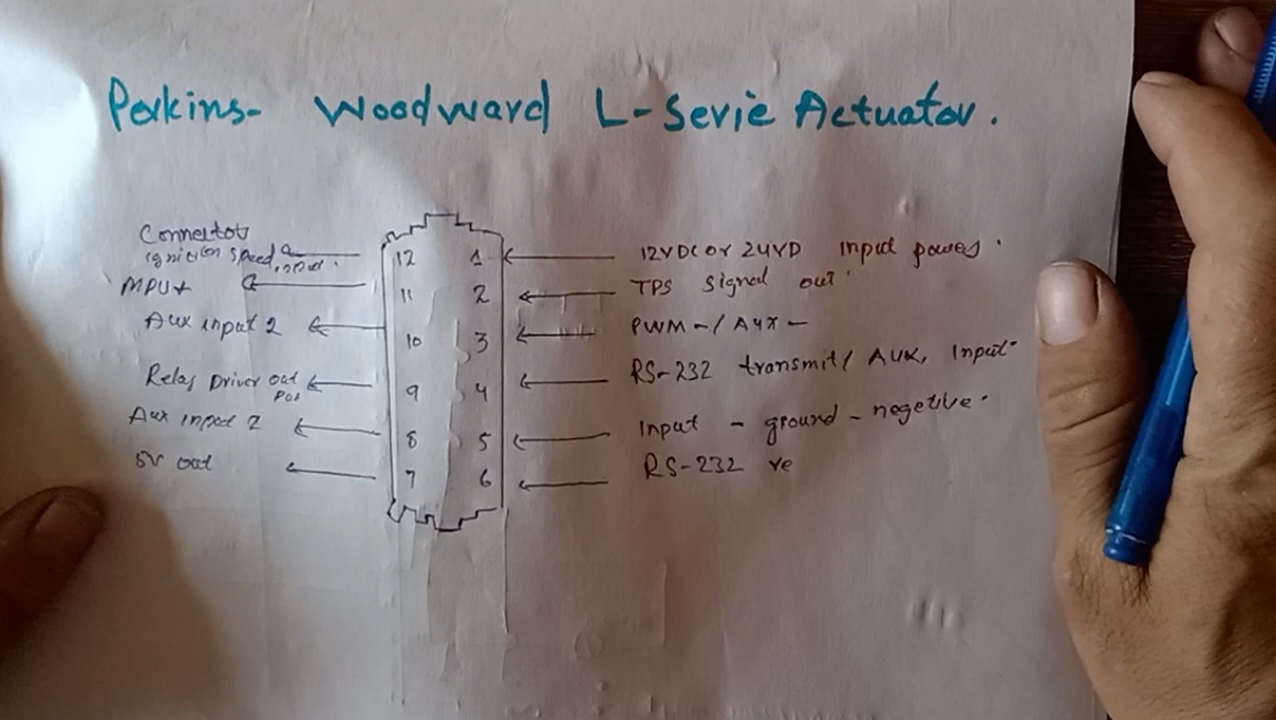 Perkins- Woodward L-Serie Actuator.
Connector
ignition speed
12 1 12VDC or 24VD Input power.
MPU+ 11 2 TPS signal out
Aux input 2 10 3 PWM-/ AUX -
Relay Driver out 9 4 RS-232 transmit/ AUX, Input-
Aux input 2 8 5 Input - ground - negetive.
5V out 7 6 RS-232 ve